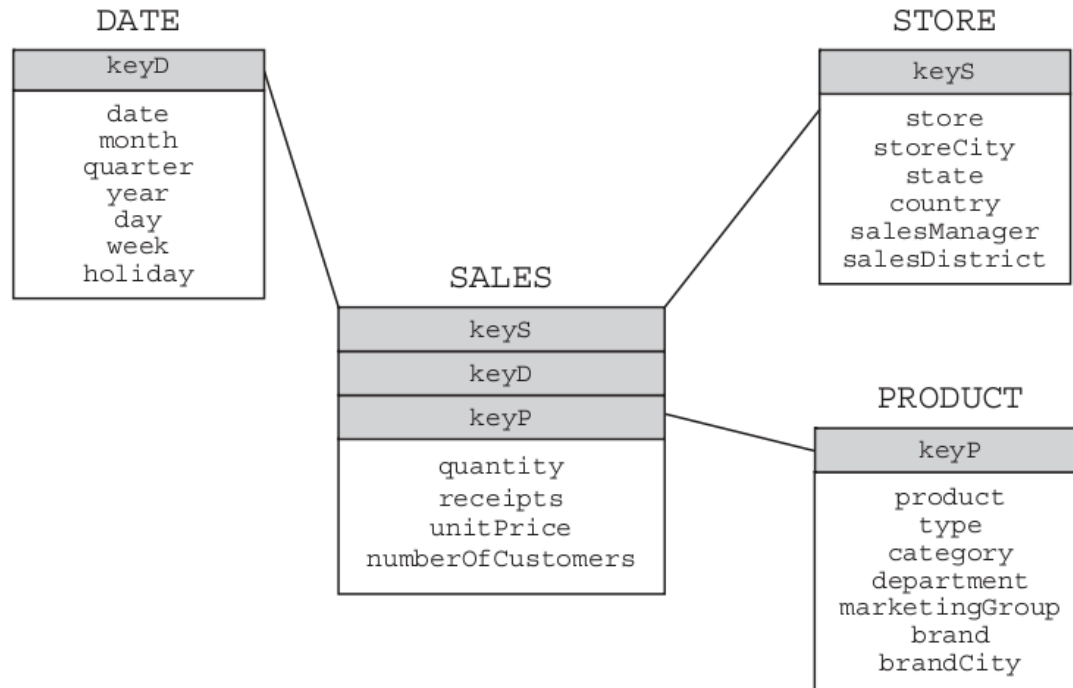 DATE
keyD
date
month
quarter
year
day
week
holiday
STORE
keyS
store
storeCity
state
country
salesManager
salesDistrict
SALES
keyS
keyD
keyP
quantity
receipts
unitPrice
numberOfCustomers
PRODUCT
keyP
product
type
category
department
marketingGroup
brand
brandCity